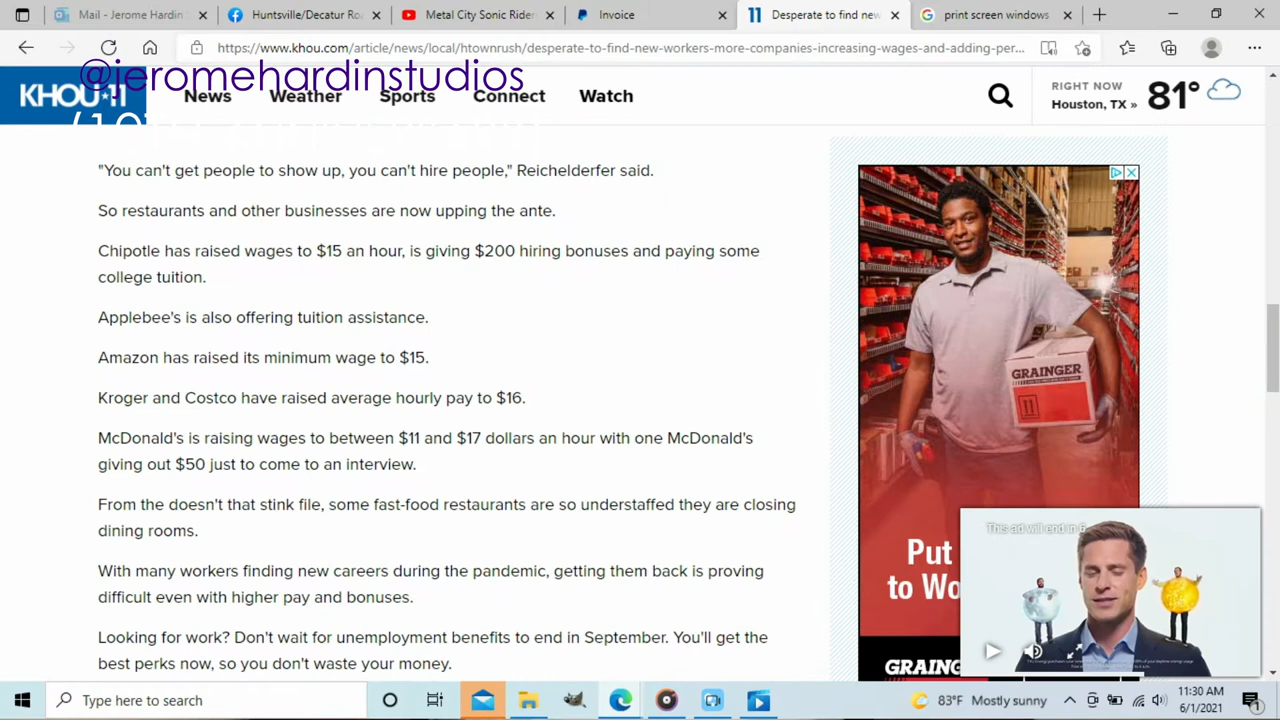 Mail - Jerome Hardin S
Huntsville/Decatur Roa
Metal City Sonic Riders
Invoice
Desperate to find new
print screen windows
https://www.khou.com/article/news/local/htownrush/desperate-to-find-new-workers-more-companies-increasing-wages-and-adding-per...
@jeromehardinstudios
KHOU 11
News Weather Sports Connect Watch
RIGHT NOW
Houston, TX »
81°
"You can't get people to show up, you can't hire people," Reichelderfer said.
So restaurants and other businesses are now upping the ante.
Chipotle has raised wages to $15 an hour, is giving $200 hiring bonuses and paying some
college tuition.
Applebee's is also offering tuition assistance.
Amazon has raised its minimum wage to $15.
Kroger and Costco have raised average hourly pay to $16.
McDonald's is raising wages to between $11 and $17 dollars an hour with one McDonald's
giving out $50 just to come to an interview.
From the doesn't that stink file, some fast-food restaurants are so understaffed they are closing
dining rooms.
With many workers finding new careers during the pandemic, getting them back is proving
difficult even with higher pay and bonuses.
Looking for work? Don't wait for unemployment benefits to end in September. You'll get the
best perks now, so you don't waste your money.
GRAINGER
Put
to Wo
GRAING
This ad will end in 6
Type here to search
83°F Mostly sunny
11:30 AM
6/1/2021